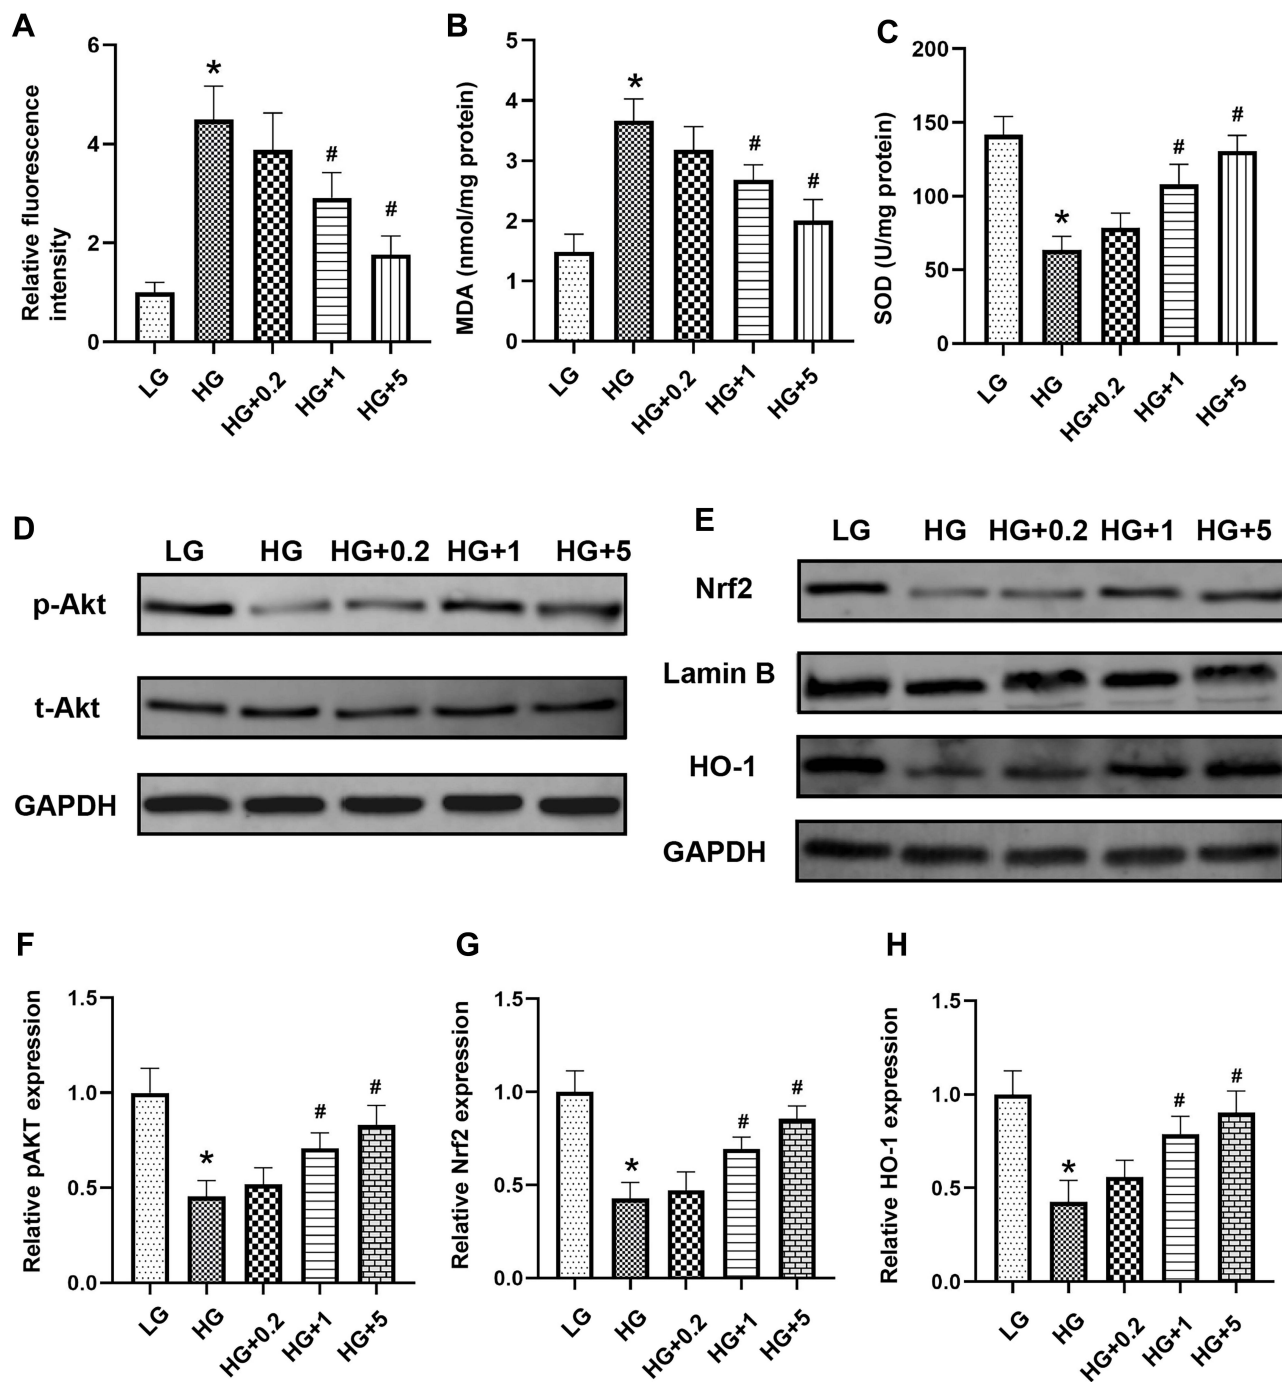 A
Relative fluorescence
intensity
6
4
2
0
*
#
#
LG
HG
HG+0.2
HG+1
HG+5
B
MDA (nmol/mg protein)
5
4
3
2
1
0
*
#
#
LG
HG
HG+0.2
HG+1
HG+5
C
SOD (U/mg protein)
200
150
100
50
0
*
#
#
LG
HG
HG+0.2
HG+1
HG+5
D
LG HG HG+0.2 HG+1 HG+5
p-Akt
t-Akt
GAPDH
E
LG HG HG+0.2 HG+1 HG+5
Nrf2
Lamin B
HO-1
GAPDH
F
Relative pAKT expression
1.5
1.0
0.5
0.0
*
#
#
LG
HG
HG+0.2
HG+1
HG+5
G
Relative Nrf2 expression
1.5
1.0
0.5
0.0
*
#
#
LG
HG
HG+0.2
HG+1
HG+5
H
Relative HO-1 expression
1.5
1.0
0.5
0.0
*
#
#
LG
HG
HG+0.2
HG+1
HG+5